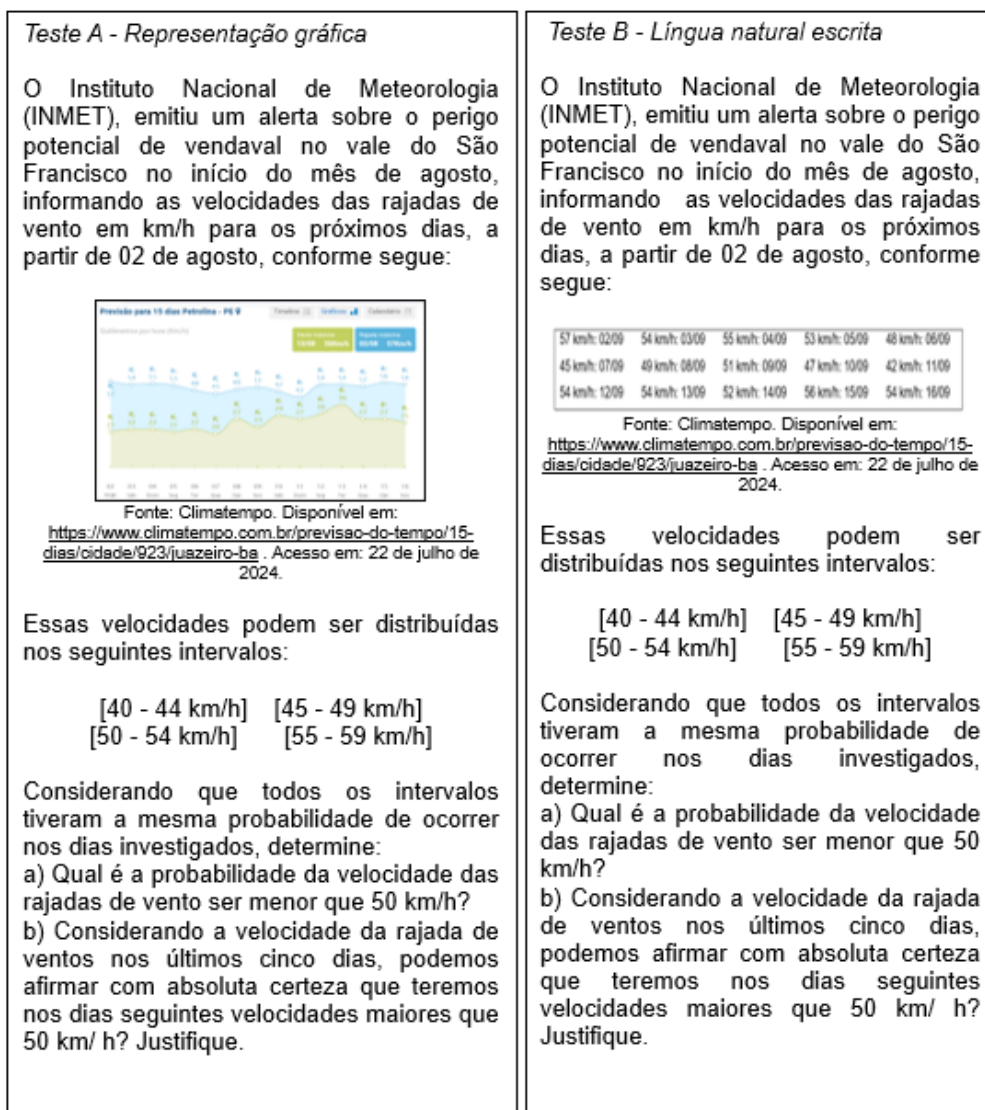 Teste A - Representação gráfica
O Instituto Nacional de Meteorologia
(INMET), emitiu um alerta sobre o perigo
potencial de vendaval no vale do São
Francisco no início do mês de agosto,
informando as velocidades das rajadas de
vento em km/h para os próximos dias, a
partir de 02 de agosto, conforme segue:
Previsão para 15 dias Petrolina - PE
Fonte: Climatempo. Disponível em:
https://www.climatempo.com.br/previsao-do-tempo/15-
dias/cidade/923/juazeiro-ba . Acesso em: 22 de julho de
2024.
Essas velocidades podem ser distribuídas
nos seguintes intervalos:
[40 - 44 km/h] [45 - 49 km/h]
[50 - 54 km/h] [55 - 59 km/h]
Considerando que todos os intervalos
tiveram a mesma probabilidade de ocorrer
nos dias investigados, determine:
a) Qual é a probabilidade da velocidade das
rajadas de vento ser menor que 50 km/h?
b) Considerando a velocidade da rajada de
ventos nos últimos cinco dias, podemos
afirmar com absoluta certeza que teremos
nos dias seguintes velocidades maiores que
50 km/ h? Justifique.
Teste B - Língua natural escrita
O Instituto Nacional de Meteorologia
(INMET), emitiu um alerta sobre o perigo
potencial de vendaval no vale do São
Francisco no início do mês de agosto,
informando as velocidades das rajadas
de vento em km/h para os próximos
dias, a partir de 02 de agosto, conforme
segue:
57 km/h: 02/09 54 km/h: 03/09 55 km/h: 04/09 53 km/h: 05/09 48 km/h: 06/09
45 km/h: 07/09 49 km/h: 08/09 51 km/h: 09/09 47 km/h: 10/09 42 km/h: 11/09
54 km/h: 12/09 54 km/h: 13/09 52 km/h: 14/09 56 km/h: 15/09 54 km/h: 16/09
Fonte: Climatempo. Disponível em:
https://www.climatempo.com.br/previsao-do-tempo/15-
dias/cidade/923/juazeiro-ba . Acesso em: 22 de julho de
2024.
Essas velocidades podem ser
distribuídas nos seguintes intervalos:
[40 - 44 km/h] [45 - 49 km/h]
[50 - 54 km/h] [55 - 59 km/h]
Considerando que todos os intervalos
tiveram a mesma probabilidade de
ocorrer nos dias investigados,
determine:
a) Qual é a probabilidade da velocidade
das rajadas de vento ser menor que 50
km/h?
b) Considerando a velocidade da rajada
de ventos nos últimos cinco dias,
podemos afirmar com absoluta certeza
que teremos nos dias seguintes
velocidades maiores que 50 km/ h?
Justifique.